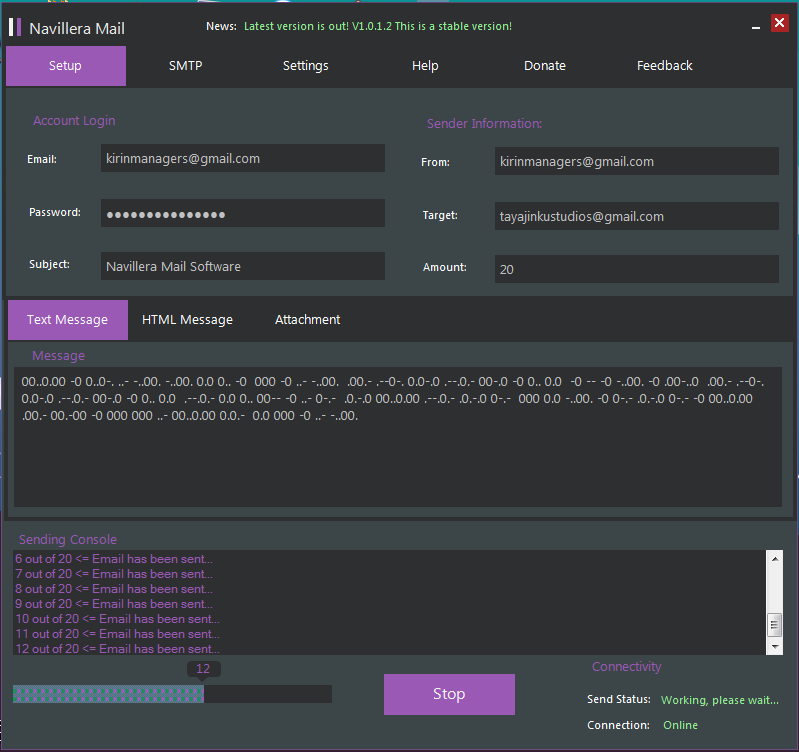 Navillera Mail
News: Latest version is out! V1.0.1.2 This is a stable version!
Setup SMTP Settings Help Donate Feedback
Account Login
Sender Information:
Email: kirinmanagers@gmail.com
From: kirinmanagers@gmail.com
Password: ●●●●●●●●●●●●●●●
Target: tayajinkustudios@gmail.com
Subject: Navillera Mail Software
Amount: 20
Text Message HTML Message Attachment
Message
00..0.00 -0 0..0-. ..- -..00. -..00. 0.0 0.. -0  000 -0 ..- -..00.  .00.- .--0-. 0.0-.0 .--.0.- 00-.0 -0 0.. 0.0  -0 -- -0 -..00. -0 .00-..0  .00.- .--0-.
0.0-.0 .--.0.- 00-.0 -0 0.. 0.0  .--.0.- 0.0 0.. 00-- -0 ..- 0-.-  .0.-.0 00..0.00 .--.0.- .0.-.0 0-.-  000 0.0 -..00. -0 0-.- .0.-.0 0-.- -0 00..0.00
.00.- 00.-00 -0 000 000 ..- 00..0.00 0.0.-  0.0 000 -0 ..- -..00.
Sending Console
6 out of 20 <= Email has been sent...
7 out of 20 <= Email has been sent...
8 out of 20 <= Email has been sent...
9 out of 20 <= Email has been sent...
10 out of 20 <= Email has been sent...
11 out of 20 <= Email has been sent...
12 out of 20 <= Email has been sent...
12
Stop
Connectivity
Send Status: Working, please wait...
Connection: Online